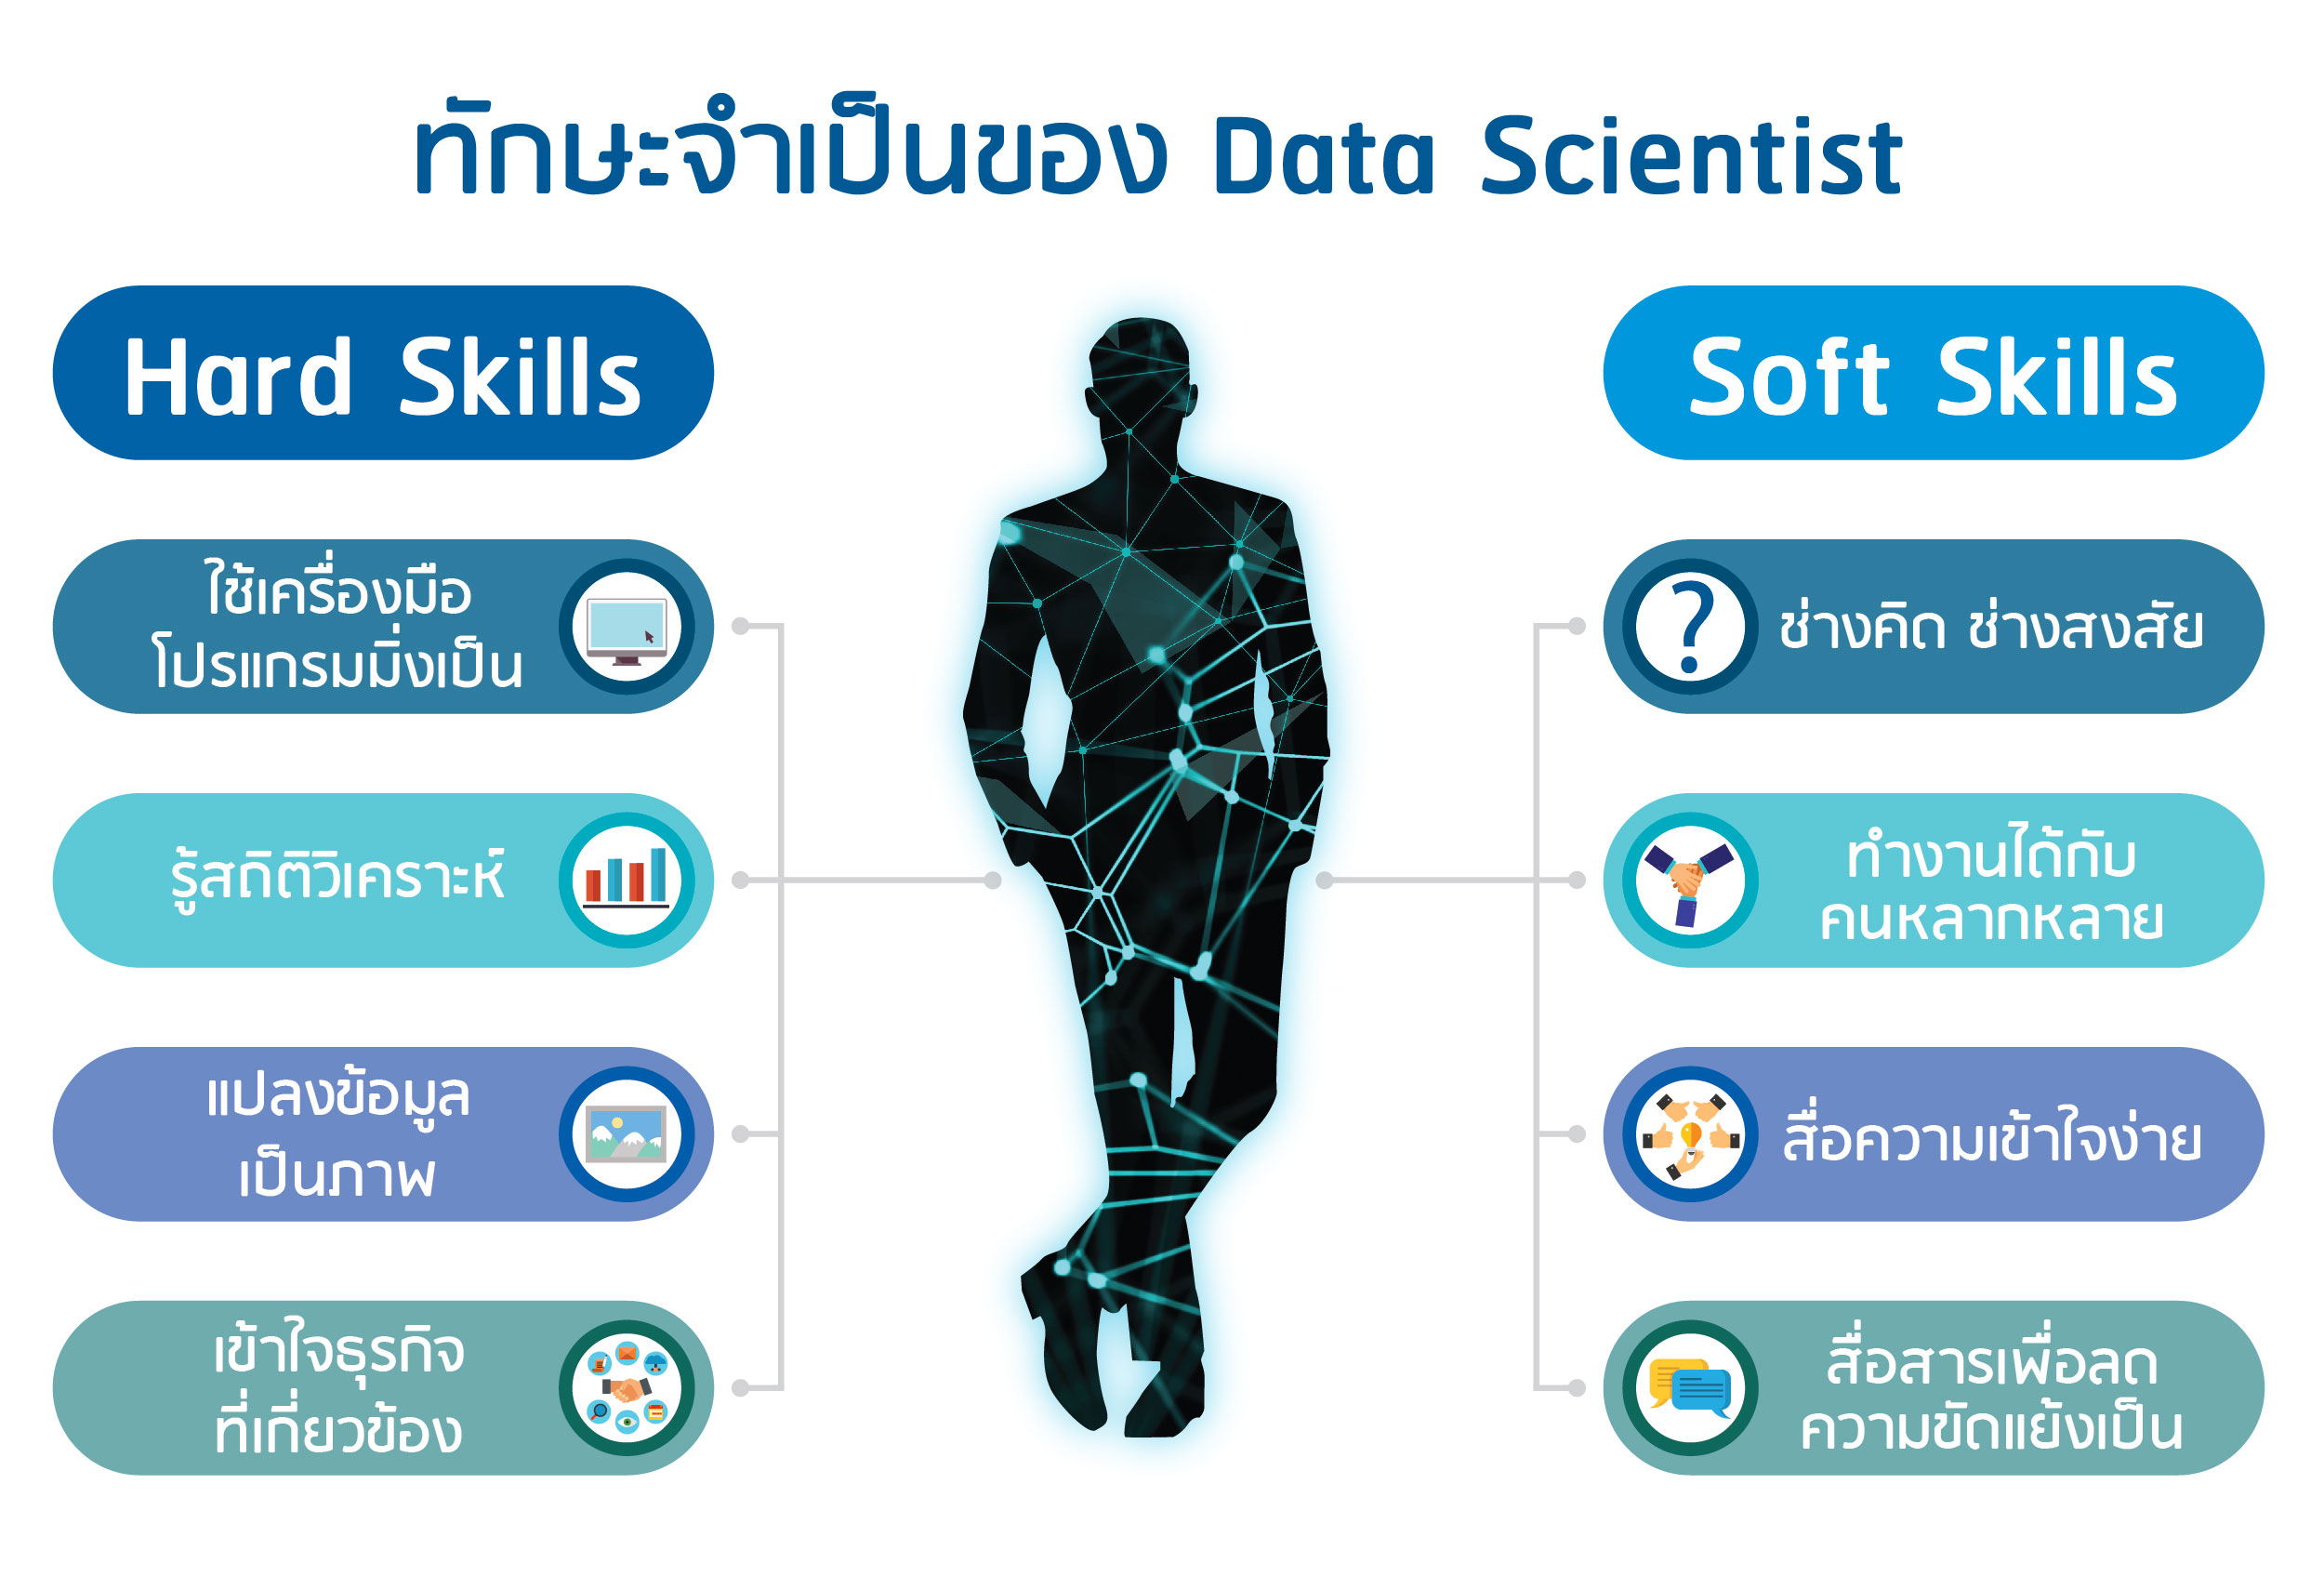 ทักษะจำเป็นของ Data Scientist
Hard Skills
ใช้เครื่องมือ
โปรแกรมมิ่งเป็น
รู้สถิติวิเคราะห์
แปลงข้อมูล
เป็นภาพ
เข้าใจธุรกิจ
ที่เกี่ยวข้อง
Soft Skills
?
ช่างคิด ช่างสงสัย
ทำงานได้กับ
คนหลากหลาย
สื่อความเข้าใจง่าย
สื่อสารเพื่อลด
ความขัดแย้งเป็น